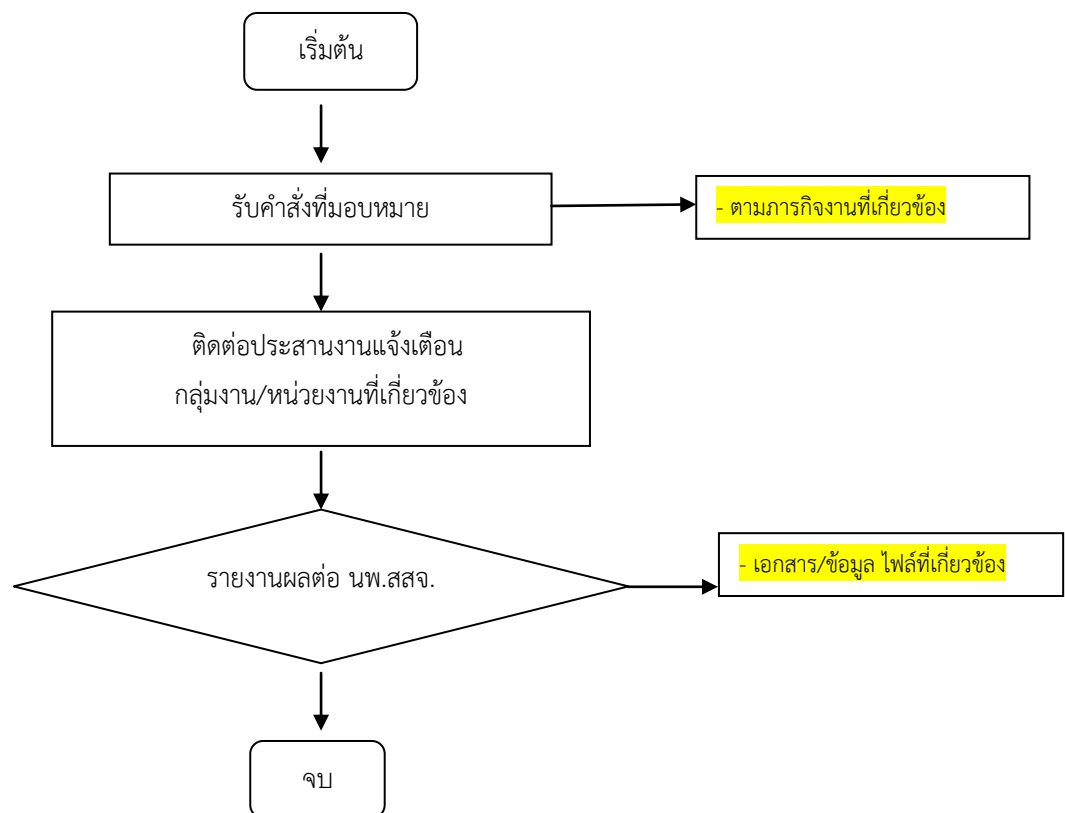 เริ่มต้น
รับคำสั่งที่มอบหมาย
- ตามภารกิจงานที่เกี่ยวข้อง
ติดต่อประสานงานแจ้งเตือน
กลุ่มงาน/หน่วยงานที่เกี่ยวข้อง
รายงานผลต่อ นพ.สสจ.
- เอกสาร/ข้อมูล ไฟล์ที่เกี่ยวข้อง
จบ